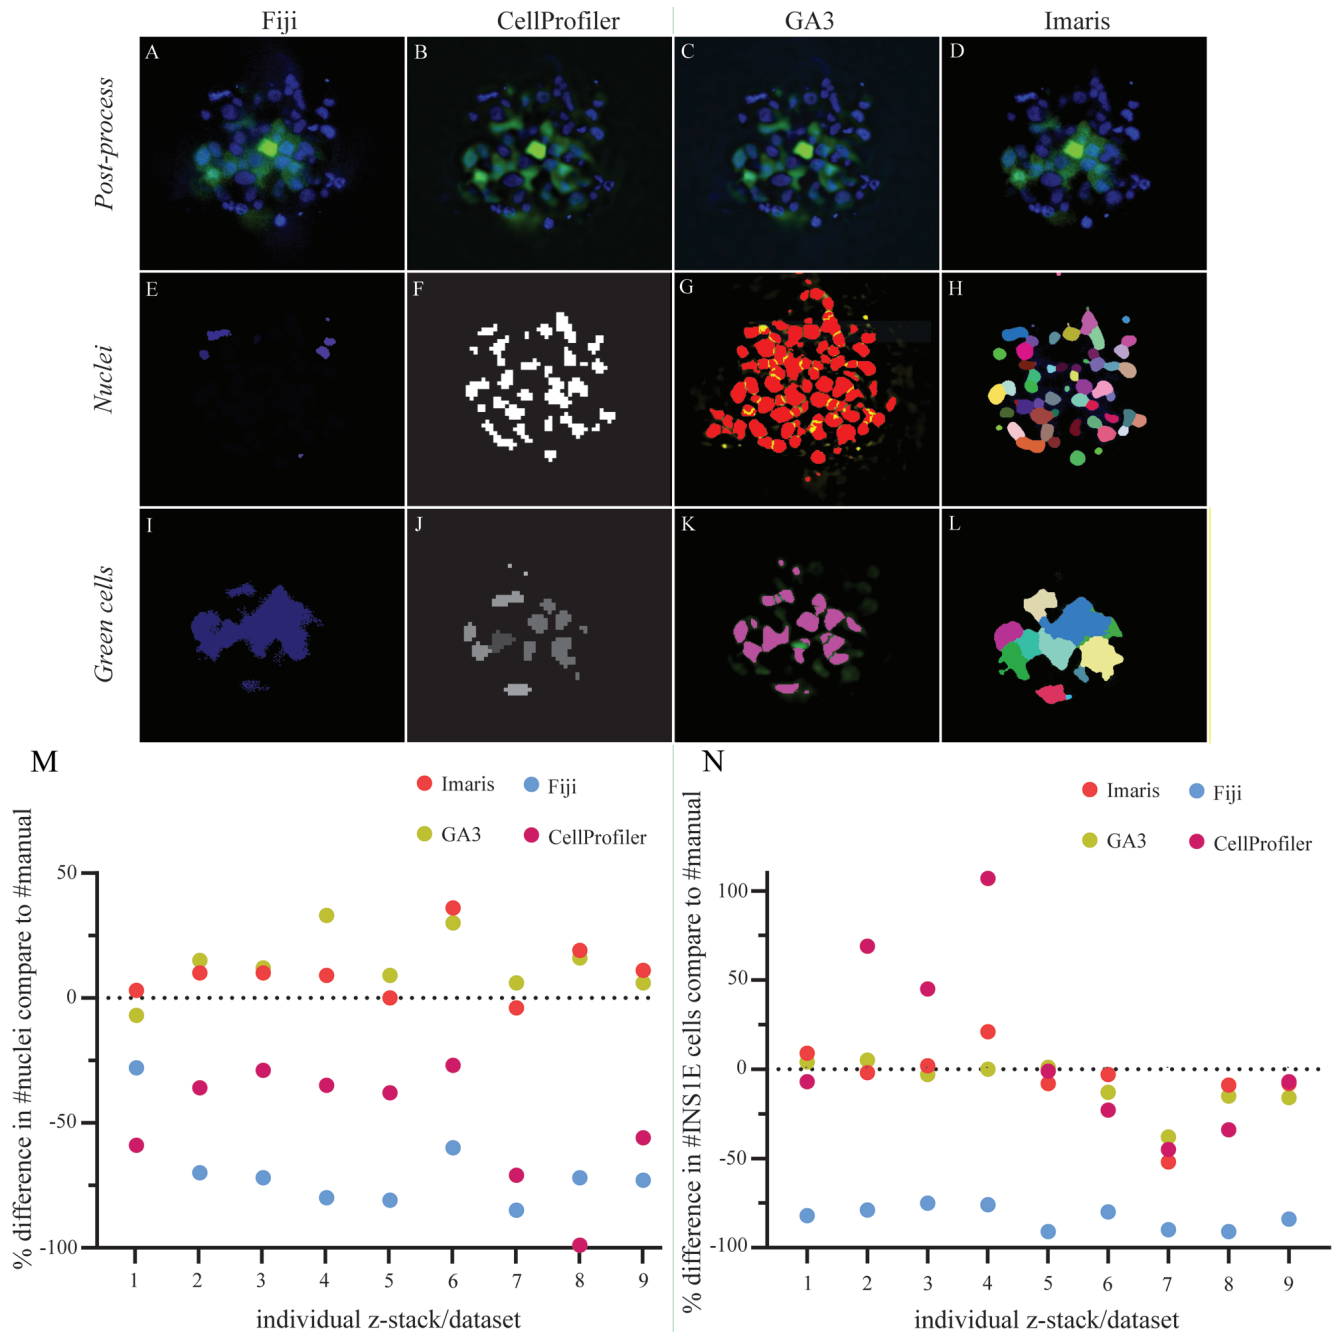 Fiji CellProfiler GA3 Imaris
Post-process
A B C D
Nuclei
E F G H
Green cells
I J K L
M
Imaris Fiji
GA3 CellProfiler
% difference in #nuclei compare to #manual
50
0
-50
-100
1 2 3 4 5 6 7 8 9
individual z-stack/dataset
N
Imaris Fiji
GA3 CellProfiler
% difference in #INS1E cells compare to #manual
100
50
0
-50
-100
1 2 3 4 5 6 7 8 9
individual z-stack/dataset